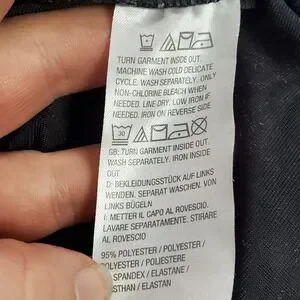 TURN GARMENT INSIDE OUT.
MACHINE WASH COLD DELICATE
CYCLE. WASH SEPARATELY. ONLY
NON-CHLORINE BLEACH WHEN
NEEDED. LINE DRY. LOW IRON IF
NEEDED. IRON ON REVERSE SIDE
30
GB: TURN GARMENT INSIDE OUT.
WASH SEPARATELY. IRON INSIDE
OUT
D: BEKLEIDUNGSSTÜCK AUF LINKS
WENDEN. SEPARAT WASCHEN. VON
LINKS BÜGELN
I: METTER IL CAPO AL ROVESCIO.
LAVARE SEPARATAMENTE. STIRARE
AL ROVESCIO
95% POLYESTER / POLYESTER /
POLYESTER / POLIESTERE
SPANDEX / ELASTANE /
STHAN / ELASTAN